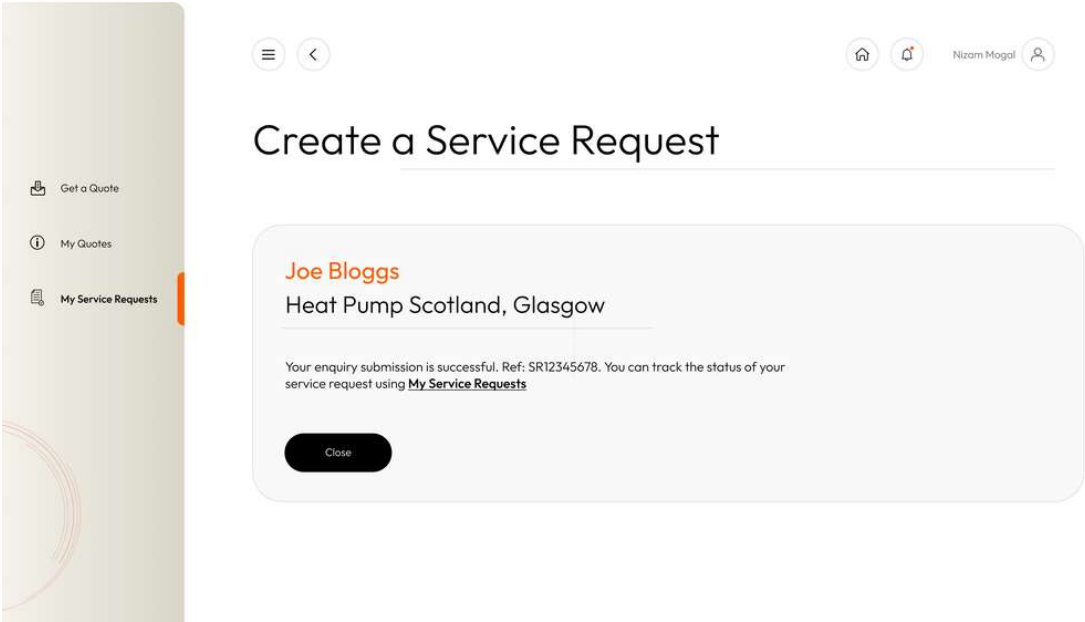 Nizam Mogal
Create a Service Request
Get a Quote
My Quotes
My Service Requests
Joe Bloggs
Heat Pump Scotland, Glasgow
Your enquiry submission is successful. Ref: SR12345678. You can track the status of your
service request using My Service Requests
Close